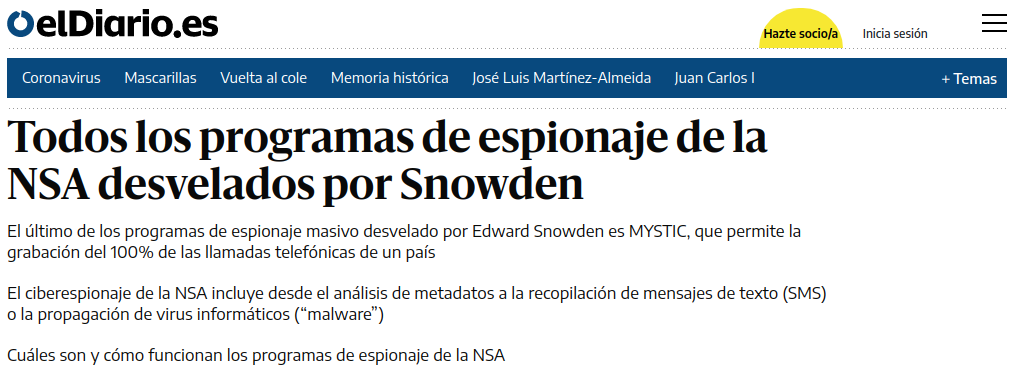 elDiario.es
Hazte socio/a
Inicia sesión
Coronavirus Mascarillas Vuelta al cole Memoria histórica José Luis Martínez-Almeida Juan Carlos I + Temas
Todos los programas de espionaje de la
NSA desvelados por Snowden
El último de los programas de espionaje masivo desvelado por Edward Snowden es MYSTIC, que permite la
grabación del 100% de las llamadas telefónicas de un país
El ciberespionaje de la NSA incluye desde el análisis de metadatos a la recopilación de mensajes de texto (SMS)
o la propagación de virus informáticos (“malware”)
Cuáles son y cómo funcionan los programas de espionaje de la NSA